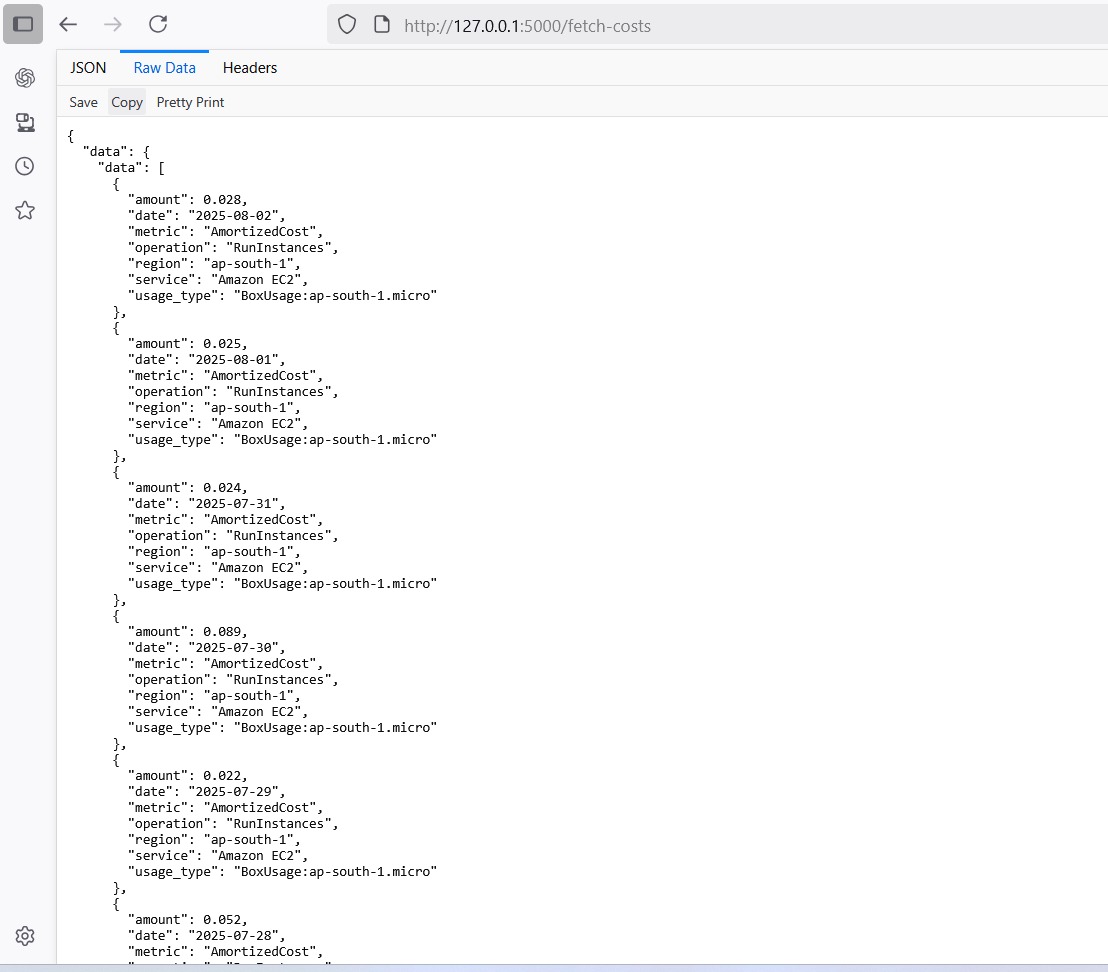 http://127.0.0.1:5000/fetch-costs
JSON Raw Data Headers
Save Copy Pretty Print
{
  "data": {
    "data": [
      {
        "amount": 0.028,
        "date": "2025-08-02",
        "metric": "AmortizedCost",
        "operation": "RunInstances",
        "region": "ap-south-1",
        "service": "Amazon EC2",
        "usage_type": "BoxUsage:ap-south-1.micro"
      },
      {
        "amount": 0.025,
        "date": "2025-08-01",
        "metric": "AmortizedCost",
        "operation": "RunInstances",
        "region": "ap-south-1",
        "service": "Amazon EC2",
        "usage_type": "BoxUsage:ap-south-1.micro"
      },
      {
        "amount": 0.024,
        "date": "2025-07-31",
        "metric": "AmortizedCost",
        "operation": "RunInstances",
        "region": "ap-south-1",
        "service": "Amazon EC2",
        "usage_type": "BoxUsage:ap-south-1.micro"
      },
      {
        "amount": 0.089,
        "date": "2025-07-30",
        "metric": "AmortizedCost",
        "operation": "RunInstances",
        "region": "ap-south-1",
        "service": "Amazon EC2",
        "usage_type": "BoxUsage:ap-south-1.micro"
      },
      {
        "amount": 0.022,
        "date": "2025-07-29",
        "metric": "AmortizedCost",
        "operation": "RunInstances",
        "region": "ap-south-1",
        "service": "Amazon EC2",
        "usage_type": "BoxUsage:ap-south-1.micro"
      },
      {
        "amount": 0.052,
        "date": "2025-07-28",
        "metric": "AmortizedCost",